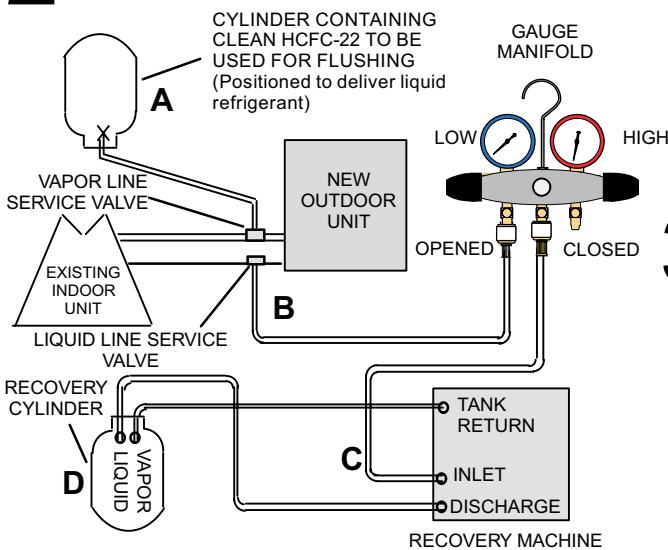 CYLINDER CONTAINING
CLEAN HCFC-22 TO BE
USED FOR FLUSHING
(Positioned to deliver liquid
refrigerant)
A
GAUGE
MANIFOLD
LOW
HIGH
VAPOR LINE
SERVICE VALVE
NEW
OUTDOOR
UNIT
OPENED
CLOSED
EXISTING
INDOOR
UNIT
B
LIQUID LINE SERVICE
VALVE
RECOVERY
CYLINDER
TANK
RETURN
C
D
LIQUID
VAPOR
INLET
DISCHARGE
RECOVERY MACHINE